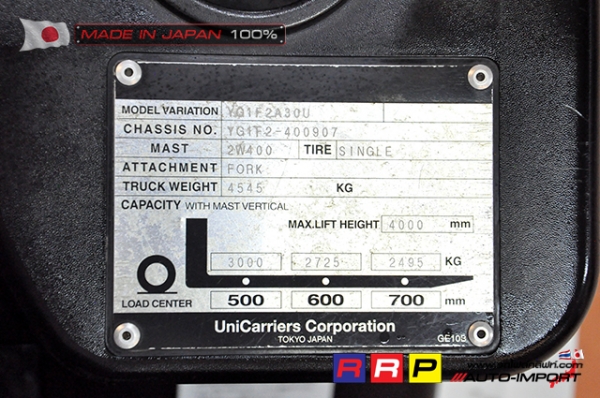 MADE IN JAPAN 100%
MODEL VARIATION YG1F2A30U
CHASSIS NO. YG1F2-400907
MAST 2W400 TIRE SINGLE
ATTACHMENT FORK
TRUCK WEIGHT 4545 KG
CAPACITY WITH MAST VERTICAL
MAX.LIFT HEIGHT 4000 mm
3000 2725 2495 KG
LOAD CENTER 500 600 700 mm
UniCarriers Corporation
TOKYO JAPAN GE103
RRP AUTO-IMPORT